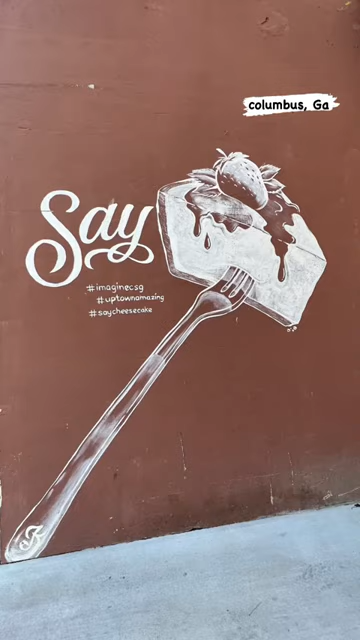 columbus, Ga
Say
#imaginecsg
#uptownamazing
#saycheesecake